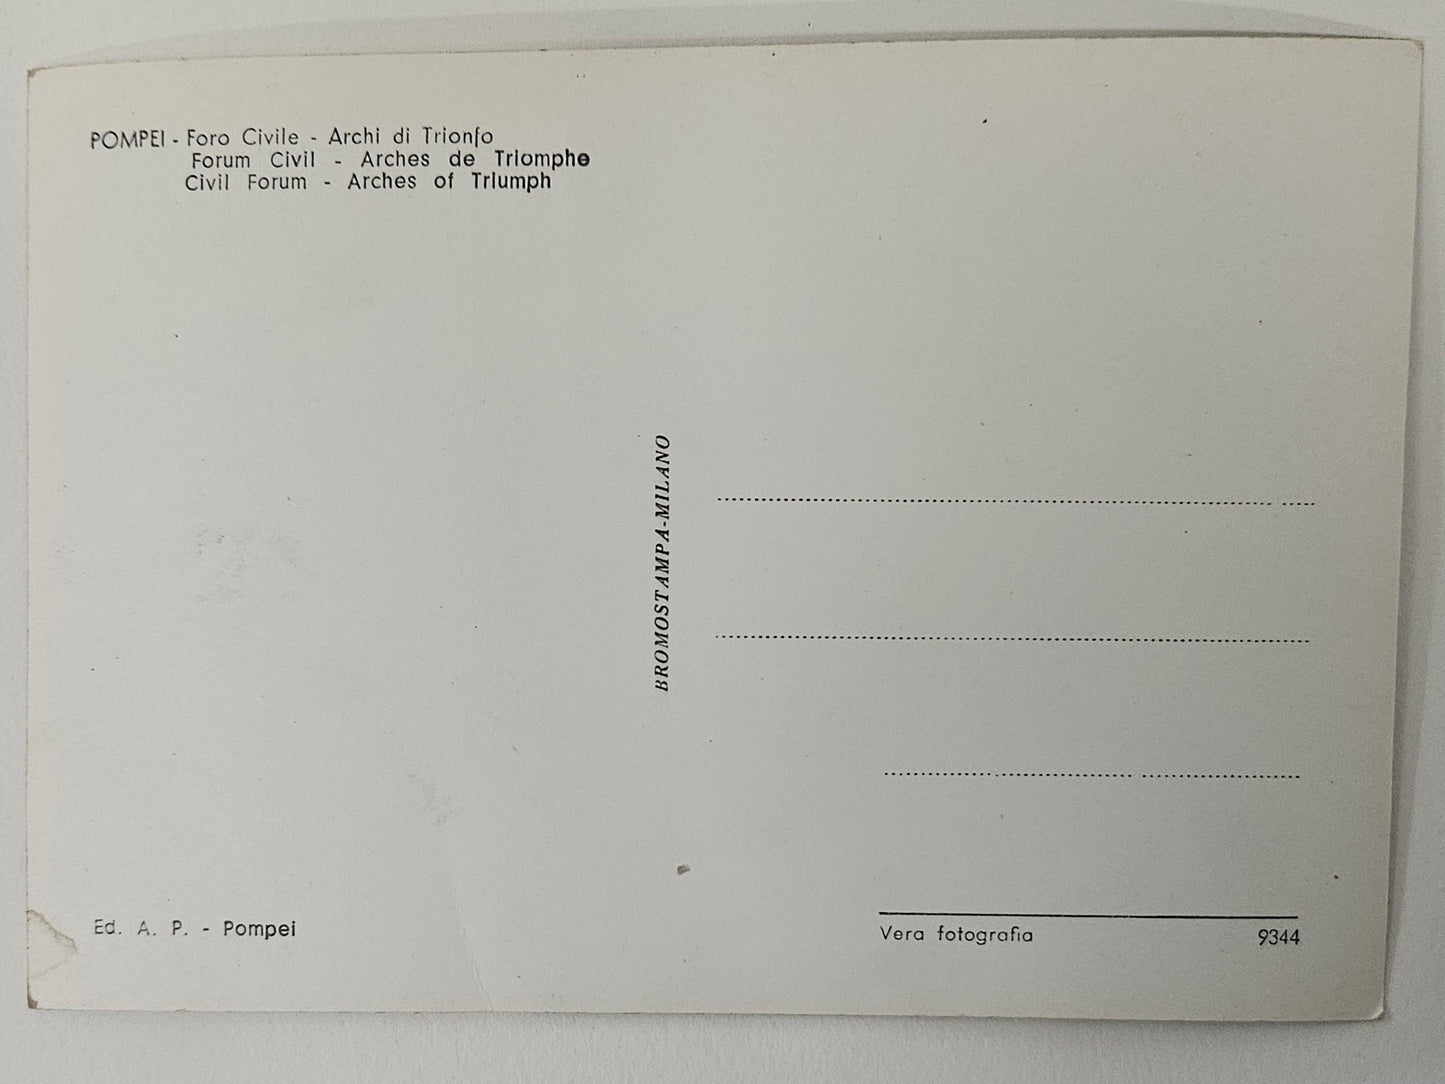 POMPEI - Foro Civile - Archi di Trionfo
Forum Civil - Arches de Triomphe
Civil Forum - Arches of Triumph
BROMOSTAMPA-MILANO
Ed. A. P. - Pompei
Vera fotografia 9344